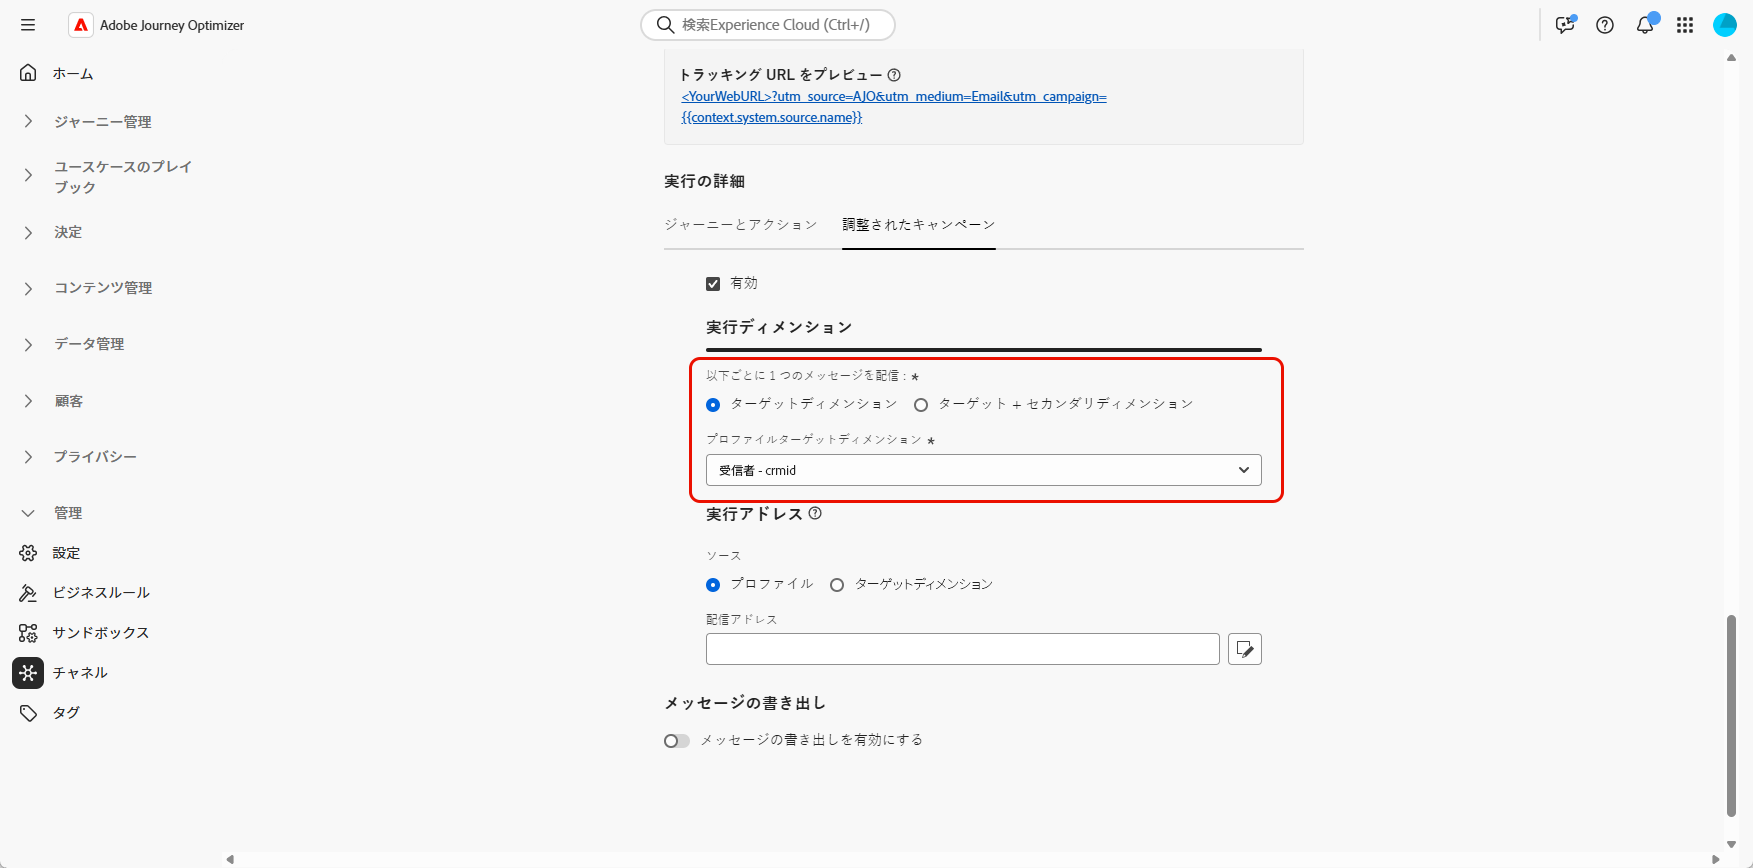 Adobe Journey Optimizer
検索Experience Cloud (Ctrl+/)
ホーム
ジャーニー管理
ユースケースのプレイ
ブック
決定
コンテンツ管理
データ管理
顧客
プライバシー
管理
設定
ビジネスルール
サンドボックス
チャネル
タグ
トラッキング URL をプレビュー
<YourWebURL>?utm_source=AJO&utm_medium=Email&utm_campaign=
{{context.system.source.name}}
実行の詳細
ジャーニーとアクション 調整されたキャンペーン
有効
実行ディメンション
以下ごとに 1 つのメッセージを配信 : *
ターゲットディメンション ターゲット + セカンダリディメンション
プロファイルターゲットディメンション *
受信者 - crmid
実行アドレス
ソース
プロファイル ターゲットディメンション
配信アドレス
メッセージの書き出し
メッセージの書き出しを有効にする